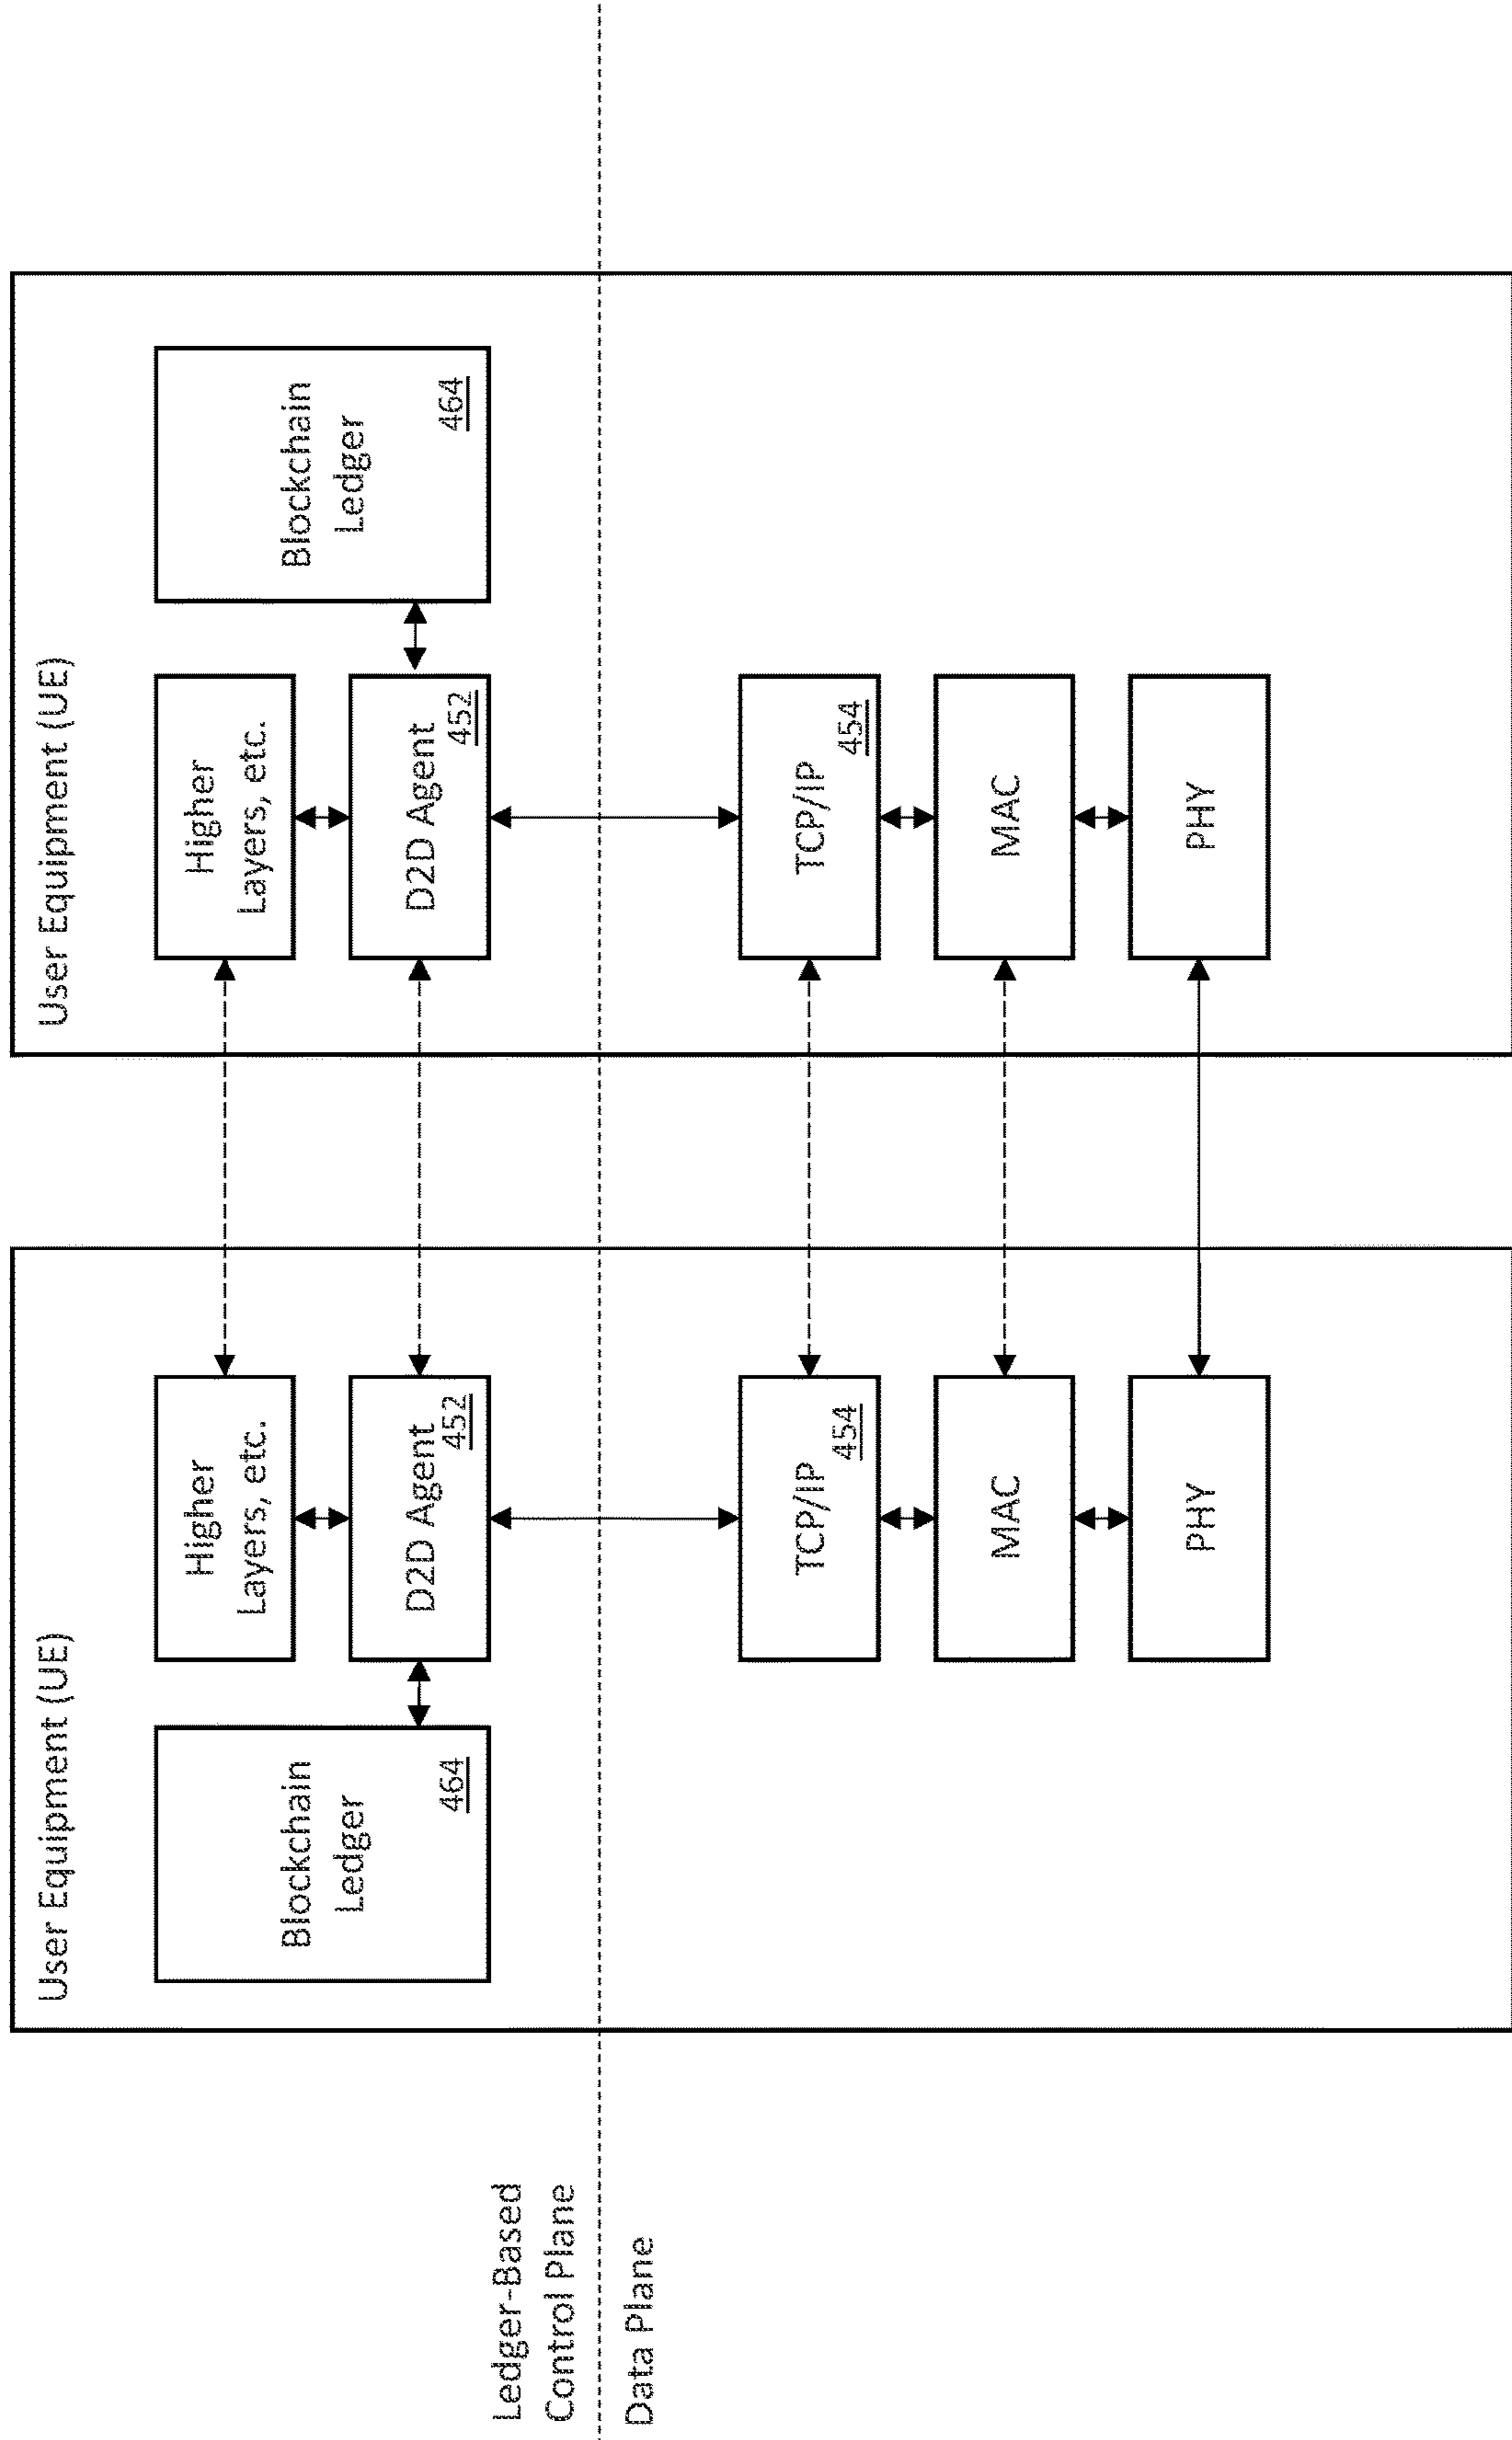 User Equipment (UE)
Blockchain
Ledger
464
Higher
Layers, etc.
D2D Agent
452
TCP/IP
454
MAC
PHY
User Equipment (UE)
Higher
Layers, etc.
D2D Agent
452
Blockchain
Ledger
464
TCP/IP
454
MAC
PHY
Ledger-Based
Control Plane
Data Plane